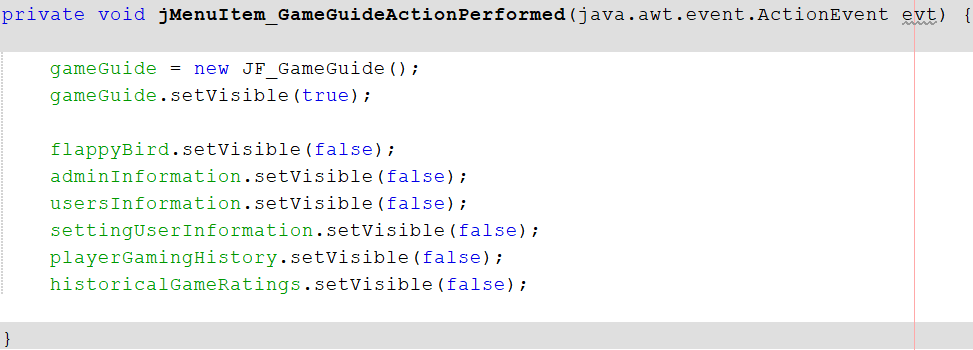 private void jMenuItem_GameGuideActionPerformed(java.awt.event.ActionEvent evt) {
gameGuide = new JF_GameGuide();
gameGuide.setVisible(true);
flappyBird.setVisible(false);
adminInformation.setVisible(false);
usersInformation.setVisible(false);
settingUserInformation.setVisible(false);
playerGamingHistory.setVisible(false);
historicalGameRatings.setVisible(false);
}